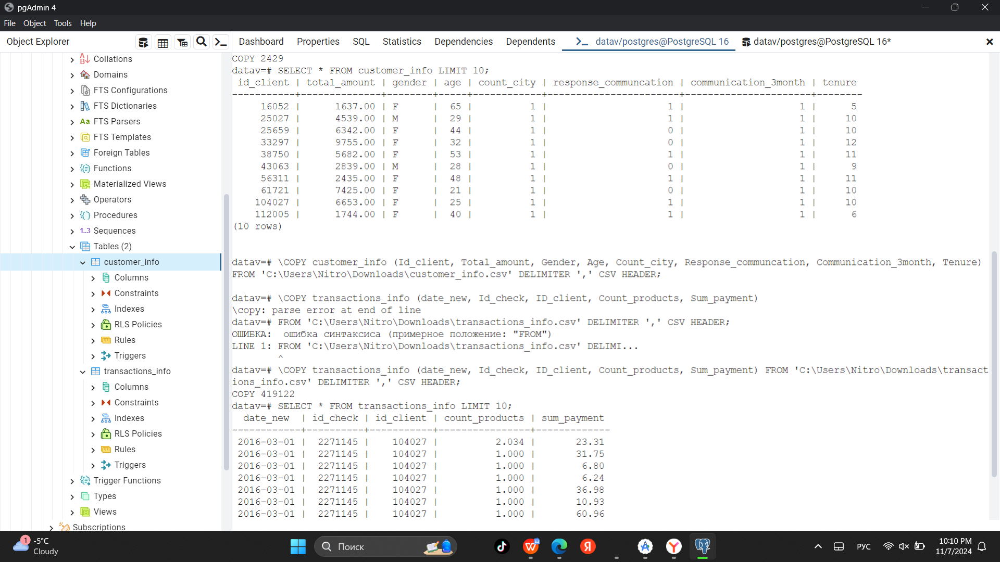 pgAdmin 4
File Object Tools Help
Object Explorer
Dashboard Properties SQL Statistics Dependencies Dependents datav/postgres@PostgreSQL 16 datav/postgres@PostgreSQL 16*
Collations
Domains
FTS Configurations
FTS Dictionaries
Aa FTS Parsers
FTS Templates
Foreign Tables
Functions
Materialized Views
Operators
Procedures
1..3 Sequences
Tables (2)
customer_info
Columns
Constraints
Indexes
RLS Policies
Rules
Triggers
transactions_info
Columns
Constraints
Indexes
RLS Policies
Rules
Triggers
Trigger Functions
Types
Views
Subscriptions
COPY 2429
datav=# SELECT * FROM customer_info LIMIT 10;
id_client | total_amount | gender | age | count_city | response_communcation | communication_3month | tenure
-----------+--------------+--------+-----+------------+-----------------------+----------------------+--------
16052 | 1637.00 | F | 65 | 1 | 1 | 1 | 5
25027 | 4539.00 | M | 29 | 1 | 1 | 1 | 10
25659 | 6342.00 | F | 44 | 1 | 0 | 1 | 10
33297 | 9755.00 | F | 32 | 1 | 0 | 1 | 12
38750 | 5682.00 | F | 53 | 1 | 1 | 1 | 11
43063 | 2839.00 | M | 28 | 1 | 0 | 1 | 9
56311 | 2435.00 | F | 48 | 1 | 1 | 1 | 11
61721 | 7425.00 | F | 21 | 1 | 0 | 1 | 10
104027 | 6653.00 | F | 25 | 1 | 1 | 1 | 10
112005 | 1744.00 | F | 40 | 1 | 1 | 1 | 6
(10 rows)
datav=# \COPY customer_info (Id_client, Total_amount, Gender, Age, Count_city, Response_communcation, Communication_3month, Tenure)
FROM 'C:\Users\Nitro\Downloads\customer_info.csv' DELIMITER ',' CSV HEADER;
datav=# \COPY transactions_info (date_new, Id_check, ID_client, Count_products, Sum_payment)
\copy: parse error at end of line
datav=# FROM 'C:\Users\Nitro\Downloads\transactions_info.csv' DELIMITER ',' CSV HEADER;
ОШИБКА: ошибка синтаксиса (примерное положение: "FROM")
LINE 1: FROM 'C:\Users\Nitro\Downloads\transactions_info.csv' DELIMI...
^
datav=# \COPY transactions_info (date_new, Id_check, ID_client, Count_products, Sum_payment) FROM 'C:\Users\Nitro\Downloads\transact
ions_info.csv' DELIMITER ',' CSV HEADER;
COPY 419122
datav=# SELECT * FROM transactions_info LIMIT 10;
date_new | id_check | id_client | count_products | sum_payment
------------+----------+-----------+----------------+-------------
2016-03-01 | 2271145 | 104027 | 2.034 | 23.31
2016-03-01 | 2271145 | 104027 | 1.000 | 31.75
2016-03-01 | 2271145 | 104027 | 1.000 | 6.80
2016-03-01 | 2271145 | 104027 | 1.000 | 6.24
2016-03-01 | 2271145 | 104027 | 1.000 | 36.98
2016-03-01 | 2271145 | 104027 | 1.000 | 10.93
2016-03-01 | 2271145 | 104027 | 1.000 | 60.96
1
-5°C
Cloudy
Поиск
РУС
10:10 PM
11/7/2024